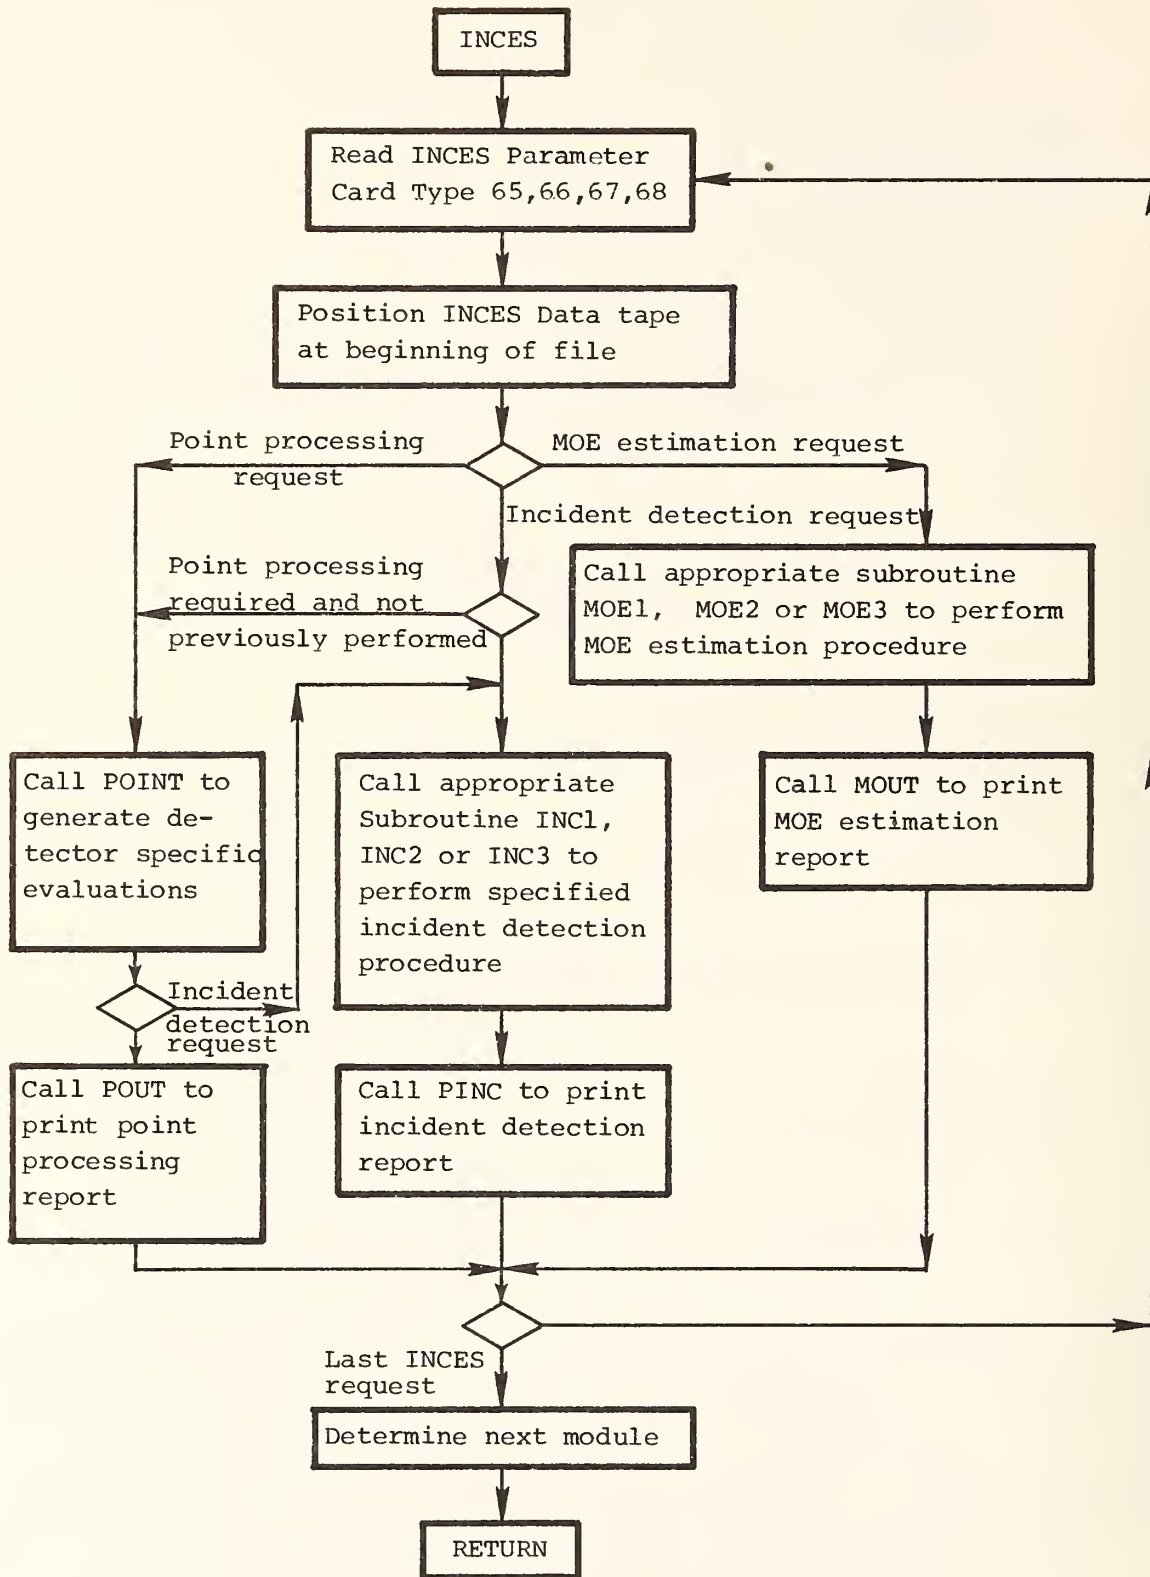 INCES
Read INCES Parameter
Card Type 65,66,67,68
Position INCES Data tape
at beginning of file
Point processing
request
MOE estimation request
Incident detection request
Point processing
required and not
previously performed
Call appropriate subroutine
MOE1, MOE2 or MOE3 to perform
MOE estimation procedure
Call POINT to
generate de-
tector specific
evaluations
Call appropriate
Subroutine INC1,
INC2 or INC3 to
perform specified
incident detection
procedure
Call MOUT to print
MOE estimation
report
Incident
detection
request
Call POUT to
print point
processing
report
Call PINC to print
incident detection
report
Last INCES
request
Determine next module
RETURN